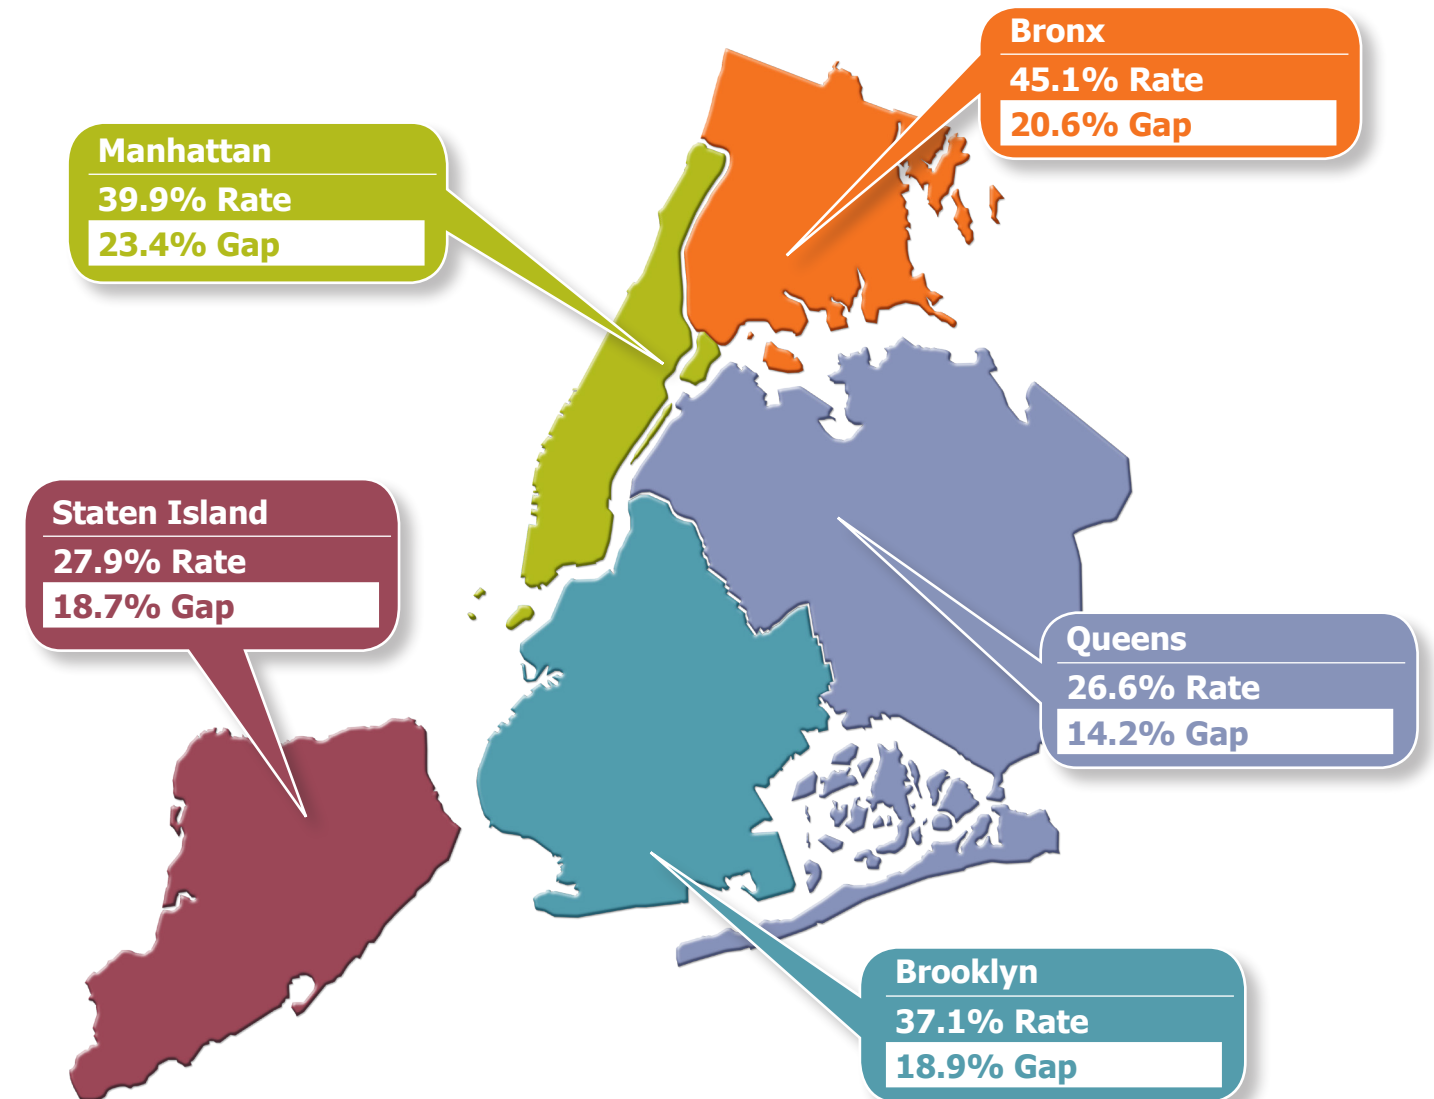 Bronx
45.1% Rate
20.6% Gap
Manhattan
39.9% Rate
23.4% Gap
Staten Island
27.9% Rate
18.7% Gap
Queens
26.6% Rate
14.2% Gap
Brooklyn
37.1% Rate
18.9% Gap